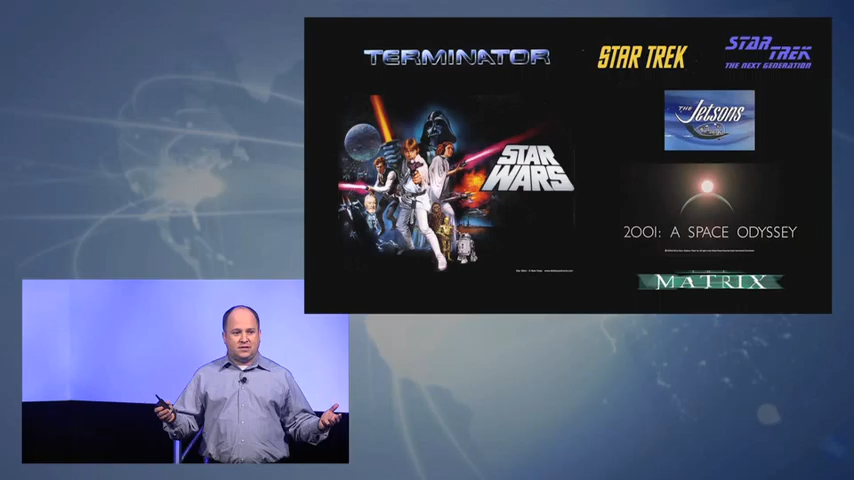 TERMINATOR
STAR TREK
STAR TREK
THE NEXT GENERATION
THE Jetsons
STAR
WARS
2001: A SPACE ODYSSEY
MATRIX